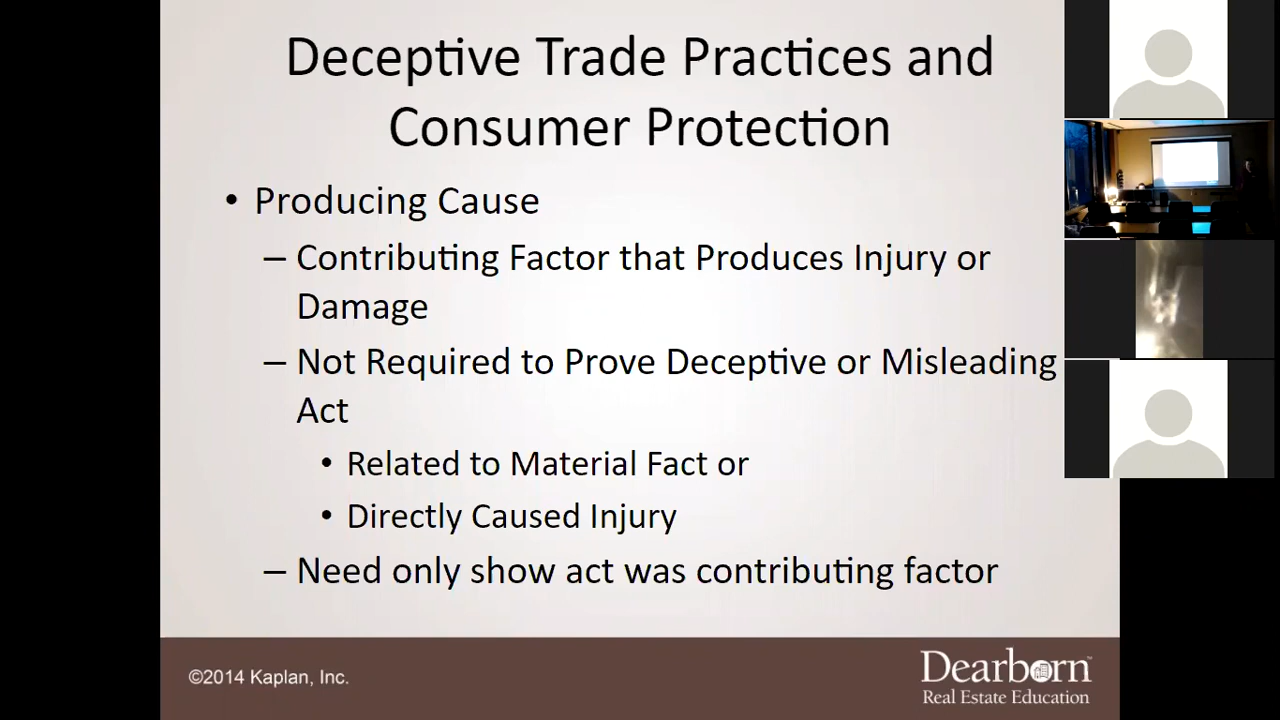 Deceptive Trade Practices and
Consumer Protection
• Producing Cause
– Contributing Factor that Produces Injury or
Damage
– Not Required to Prove Deceptive or Misleading
Act
• Related to Material Fact or
• Directly Caused Injury
– Need only show act was contributing factor
©2014 Kaplan, Inc.
Dearborn™
Real Estate Education